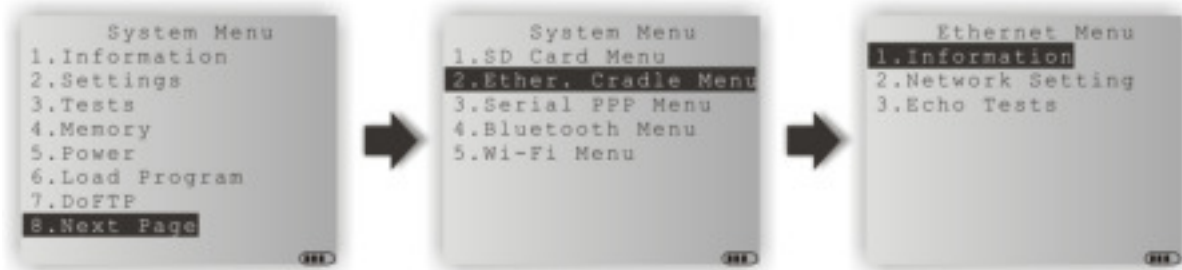 System Menu
1.Information
2.Settings
3.Tests
4.Memory
5.Power
6.Load Program
7.DoFTP
8.Next Page
System Menu
1.SD Card Menu
2.Ether. Cradle Menu
3.Serial PPP Menu
4.Bluetooth Menu
5.Wi-Fi Menu
Ethernet Menu
1.Information
2.Network Setting
3.Echo Tests